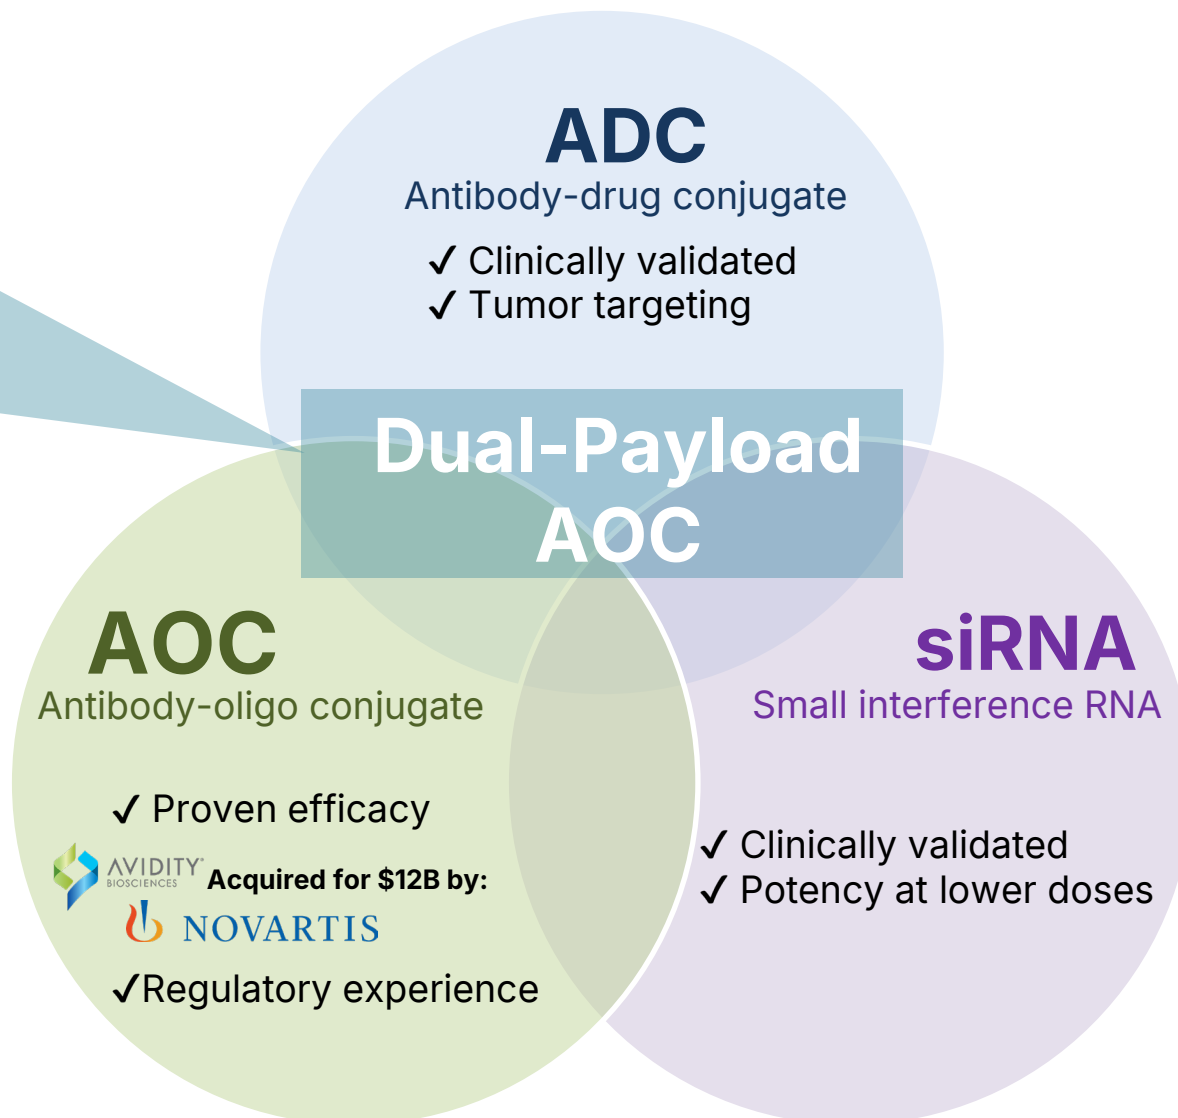 ADC
Antibody-drug conjugate
✓ Clinically validated
✓ Tumor targeting
Dual-Payload
AOC
AOC
Antibody-oligo conjugate
✓ Proven efficacy
AVIDITY
BIOSCIENCES
Acquired for $12B by:
NOVARTIS
✓Regulatory experience
siRNA
Small interference RNA
✓ Clinically validated
✓ Potency at lower doses